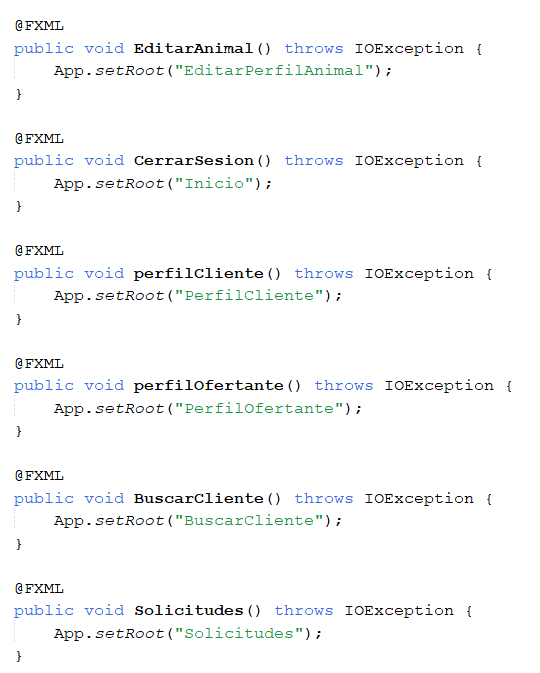 @FXML
public void EditarAnimal() throws IOException {
App.setRoot("EditarPerfilAnimal");
}
@FXML
public void CerrarSesion() throws IOException {
App.setRoot("Inicio");
}
@FXML
public void perfilCliente() throws IOException {
App.setRoot("PerfilCliente");
}
@FXML
public void perfilOfertante() throws IOException {
App.setRoot("PerfilOfertante");
}
@FXML
public void BuscarCliente() throws IOException {
App.setRoot("BuscarCliente");
}
@FXML
public void Solicitudes() throws IOException {
App.setRoot("Solicitudes");
}